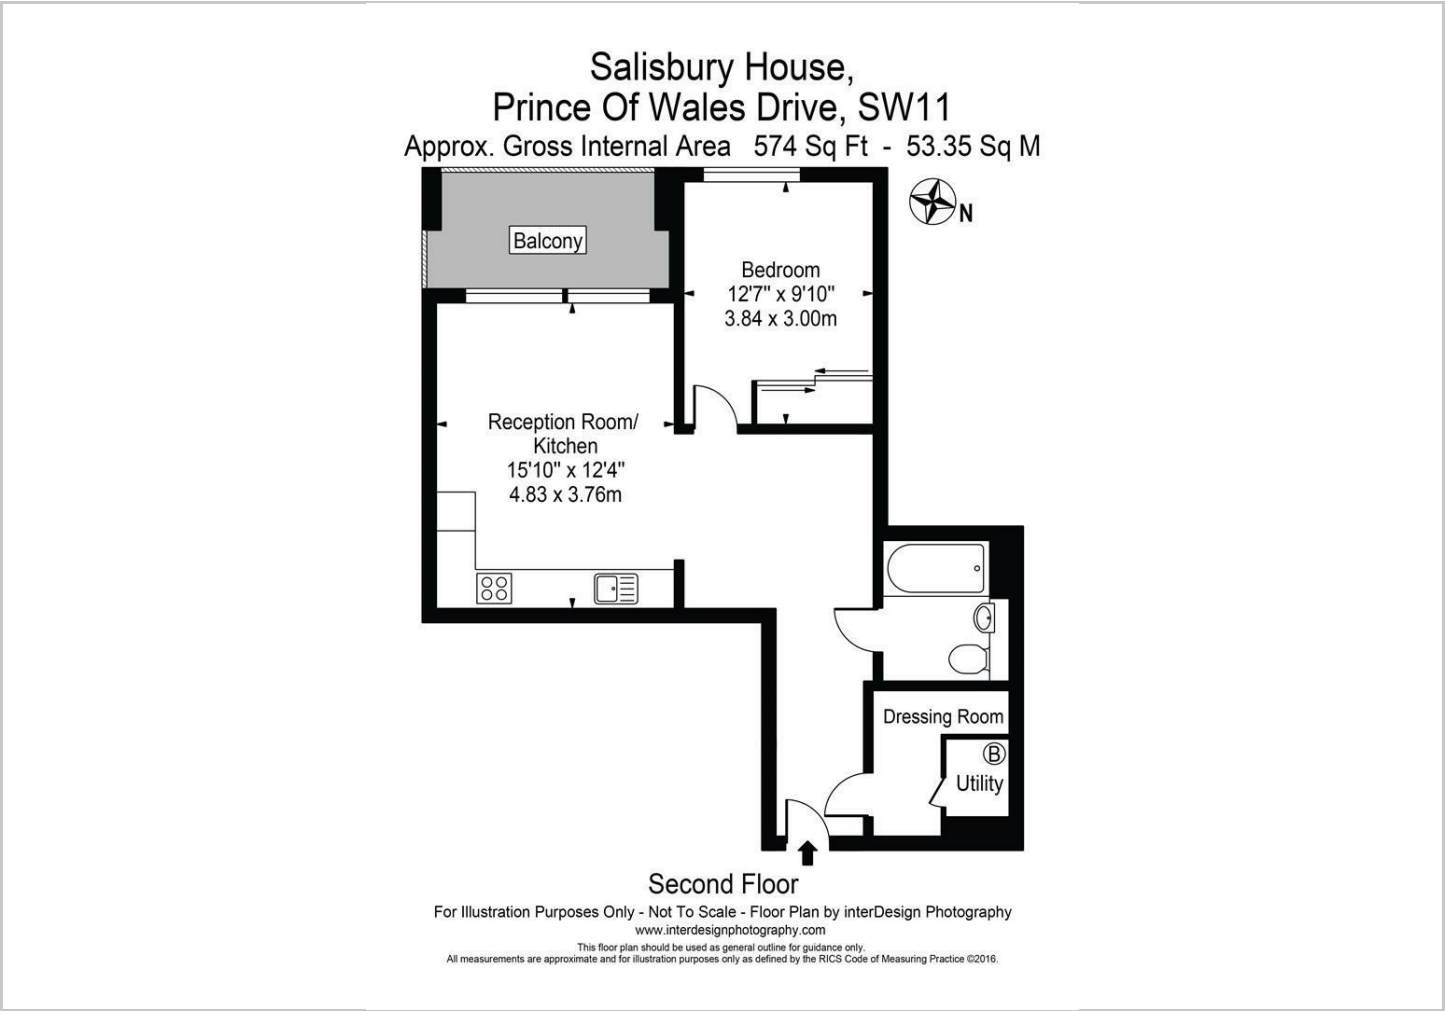 Salisbury House,
Prince Of Wales Drive, SW11
Approx. Gross Internal Area 574 Sq Ft - 53.35 Sq M
N
Balcony
Bedroom
12'7" x 9'10"
3.84 x 3.00m
Reception Room/
Kitchen
15'10" x 12'4"
4.83 x 3.76m
Dressing Room
B
Utility
Second Floor
For Illustration Purposes Only - Not To Scale - Floor Plan by interDesign Photography
www.interdesignphotography.com
This floor plan should be used as general outline for guidance only.
All measurements are approximate and for illustration purposes only as defined by the RICS Code of Measuring Practice ©2016.